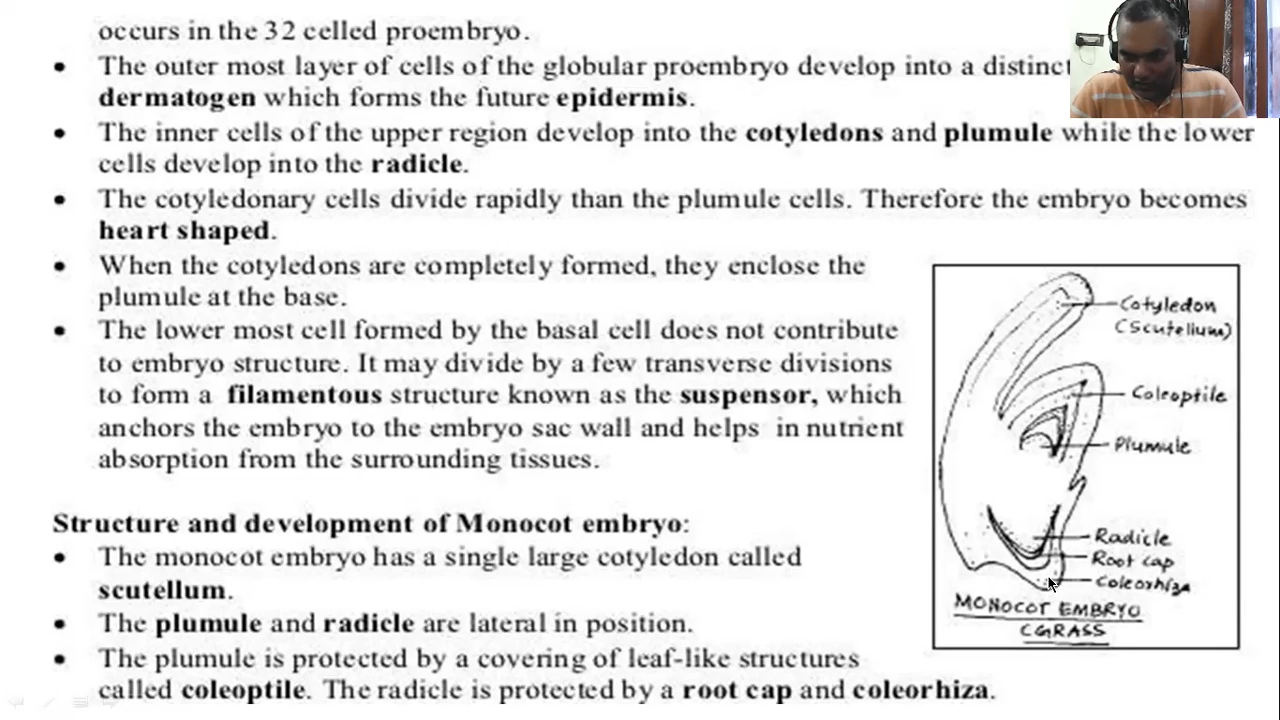 occurs in the 32 celled proembryo.
• The outer most layer of cells of the globular proembryo develop into a distinct
dermatogen which forms the future epidermis.
• The inner cells of the upper region develop into the cotyledons and plumule while the lower
cells develop into the radicle.
• The cotyledonary cells divide rapidly than the plumule cells. Therefore the embryo becomes
heart shaped.
• When the cotyledons are completely formed, they enclose the
plumule at the base.
• The lower most cell formed by the basal cell does not contribute
to embryo structure. It may divide by a few transverse divisions
to form a filamentous structure known as the suspensor, which
anchors the embryo to the embryo sac wall and helps in nutrient
absorption from the surrounding tissues.
Structure and development of Monocot embryo:
• The monocot embryo has a single large cotyledon called
scutellum.
• The plumule and radicle are lateral in position.
• The plumule is protected by a covering of leaf-like structures
called coleoptile. The radicle is protected by a root cap and coleorhiza.
Cotyledon
(Scutellum)
Coleoptile
Plumule
Radicle
Root cap
Coleorhiza
MONOCOT EMBRYO
(GRASS